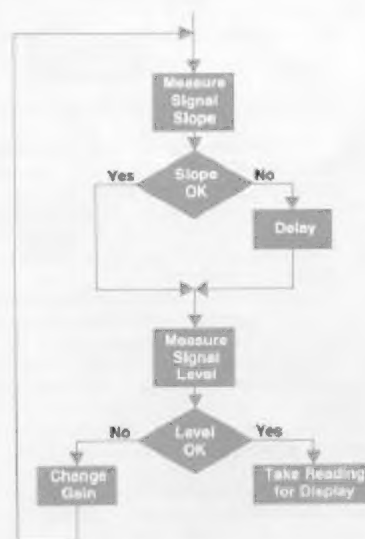 Measure
Signal
Slope
Yes
Slope
OK
No
Delay
Measure
Signal
Level
No
Level
OK
Yes
Change
Gain
Take Reading
for Display